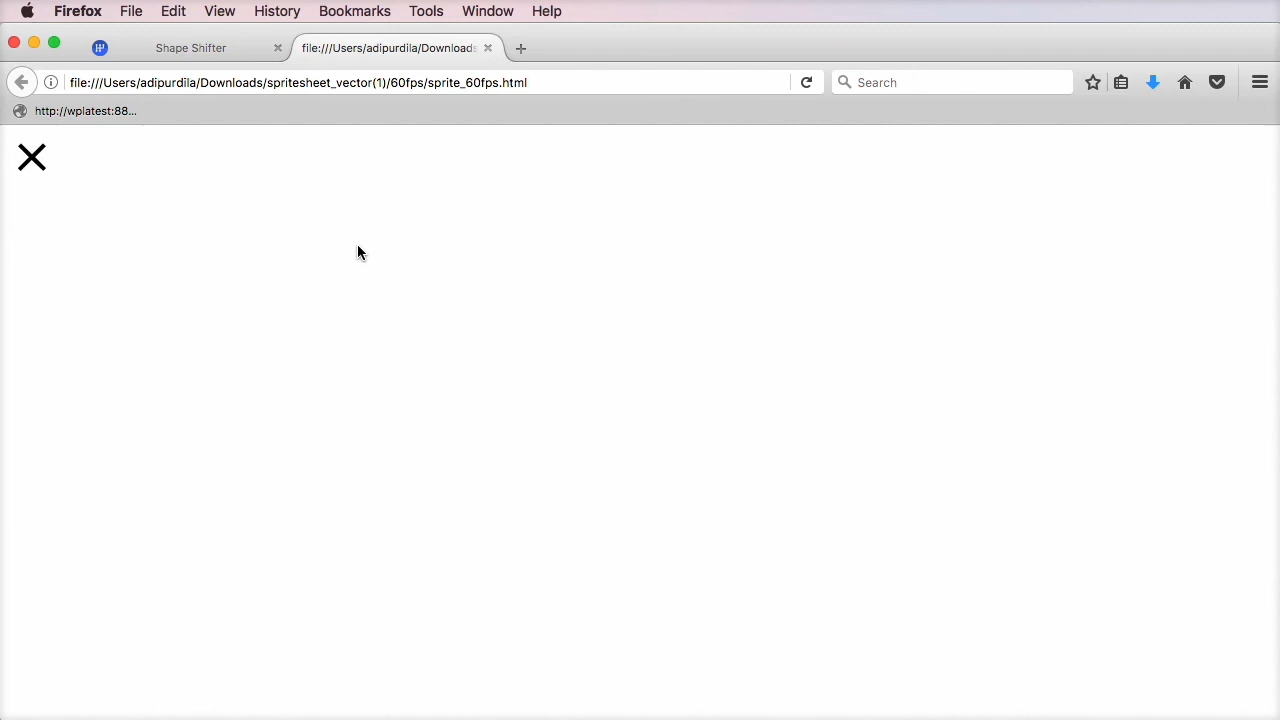 Firefox File Edit View History Bookmarks Tools Window Help
Shape Shifter file:///Users/adipurdila/Downloads
file:///Users/adipurdila/Downloads/spritesheet_vector(1)/60fps/sprite_60fps.html Search
http://wplatest:88...